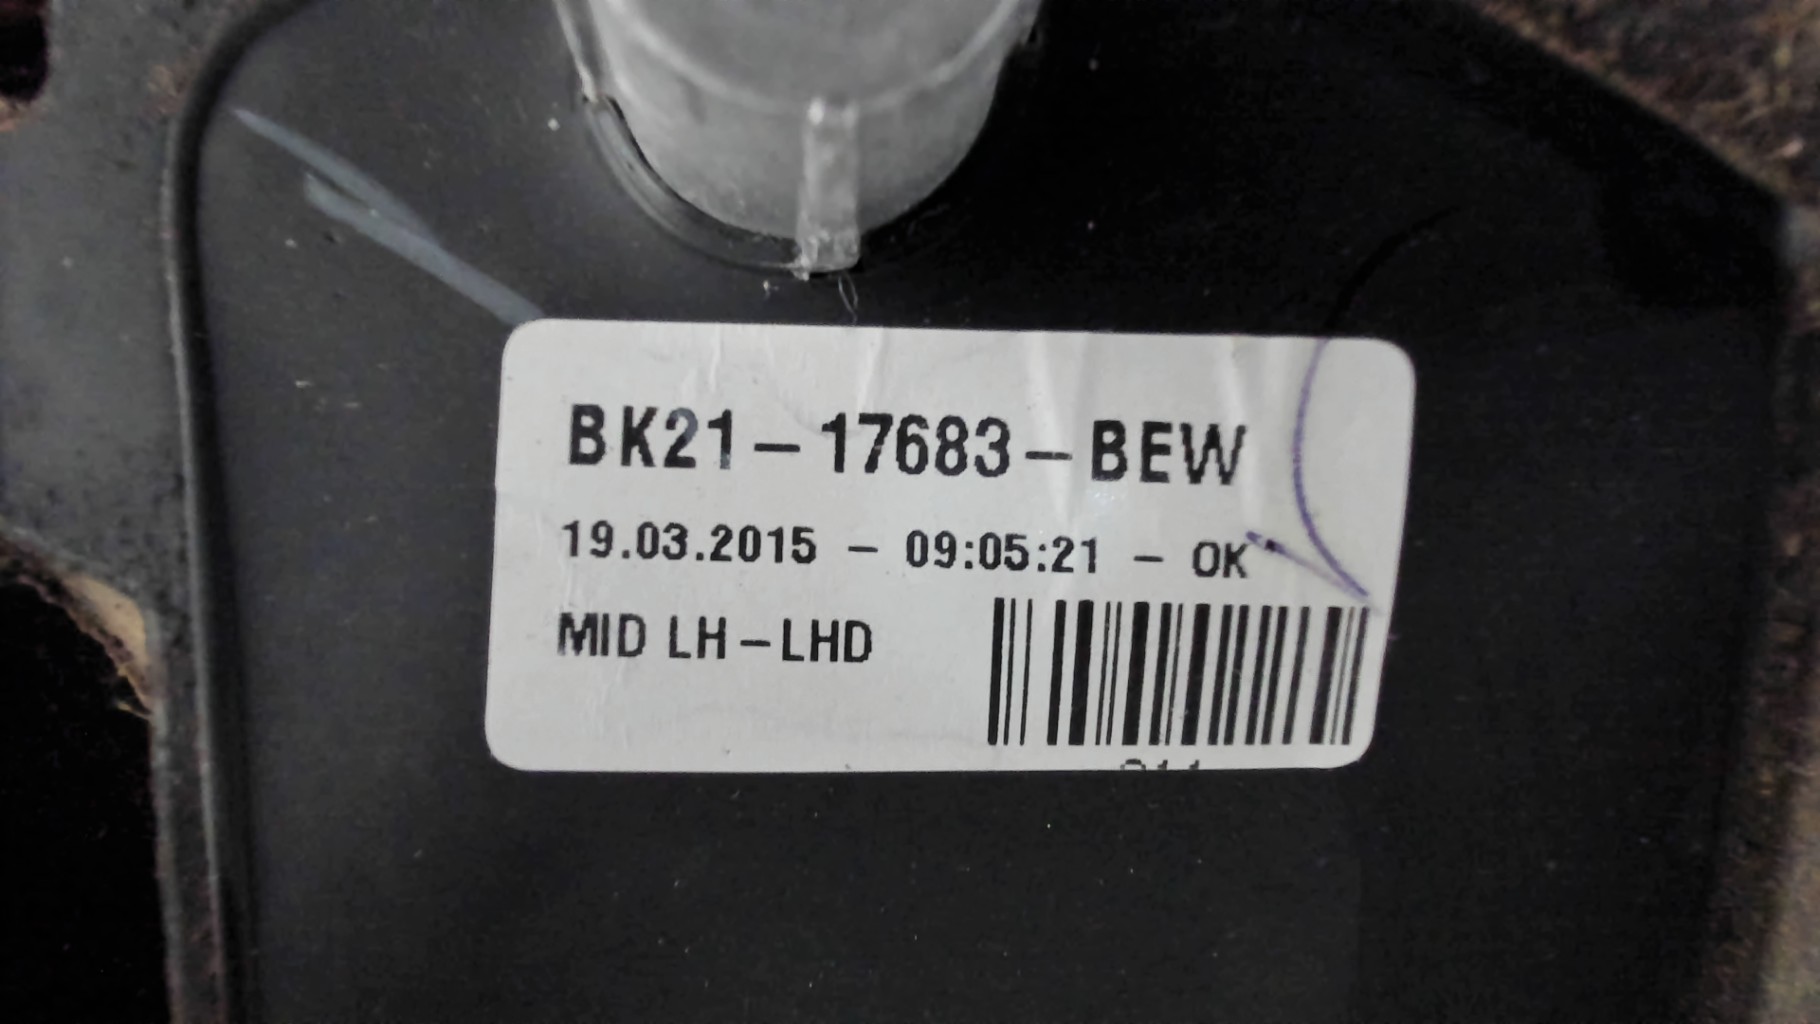 BK21-17683-BEW
19.03.2015 - 09:05:21 - OK
MID LH-LHD